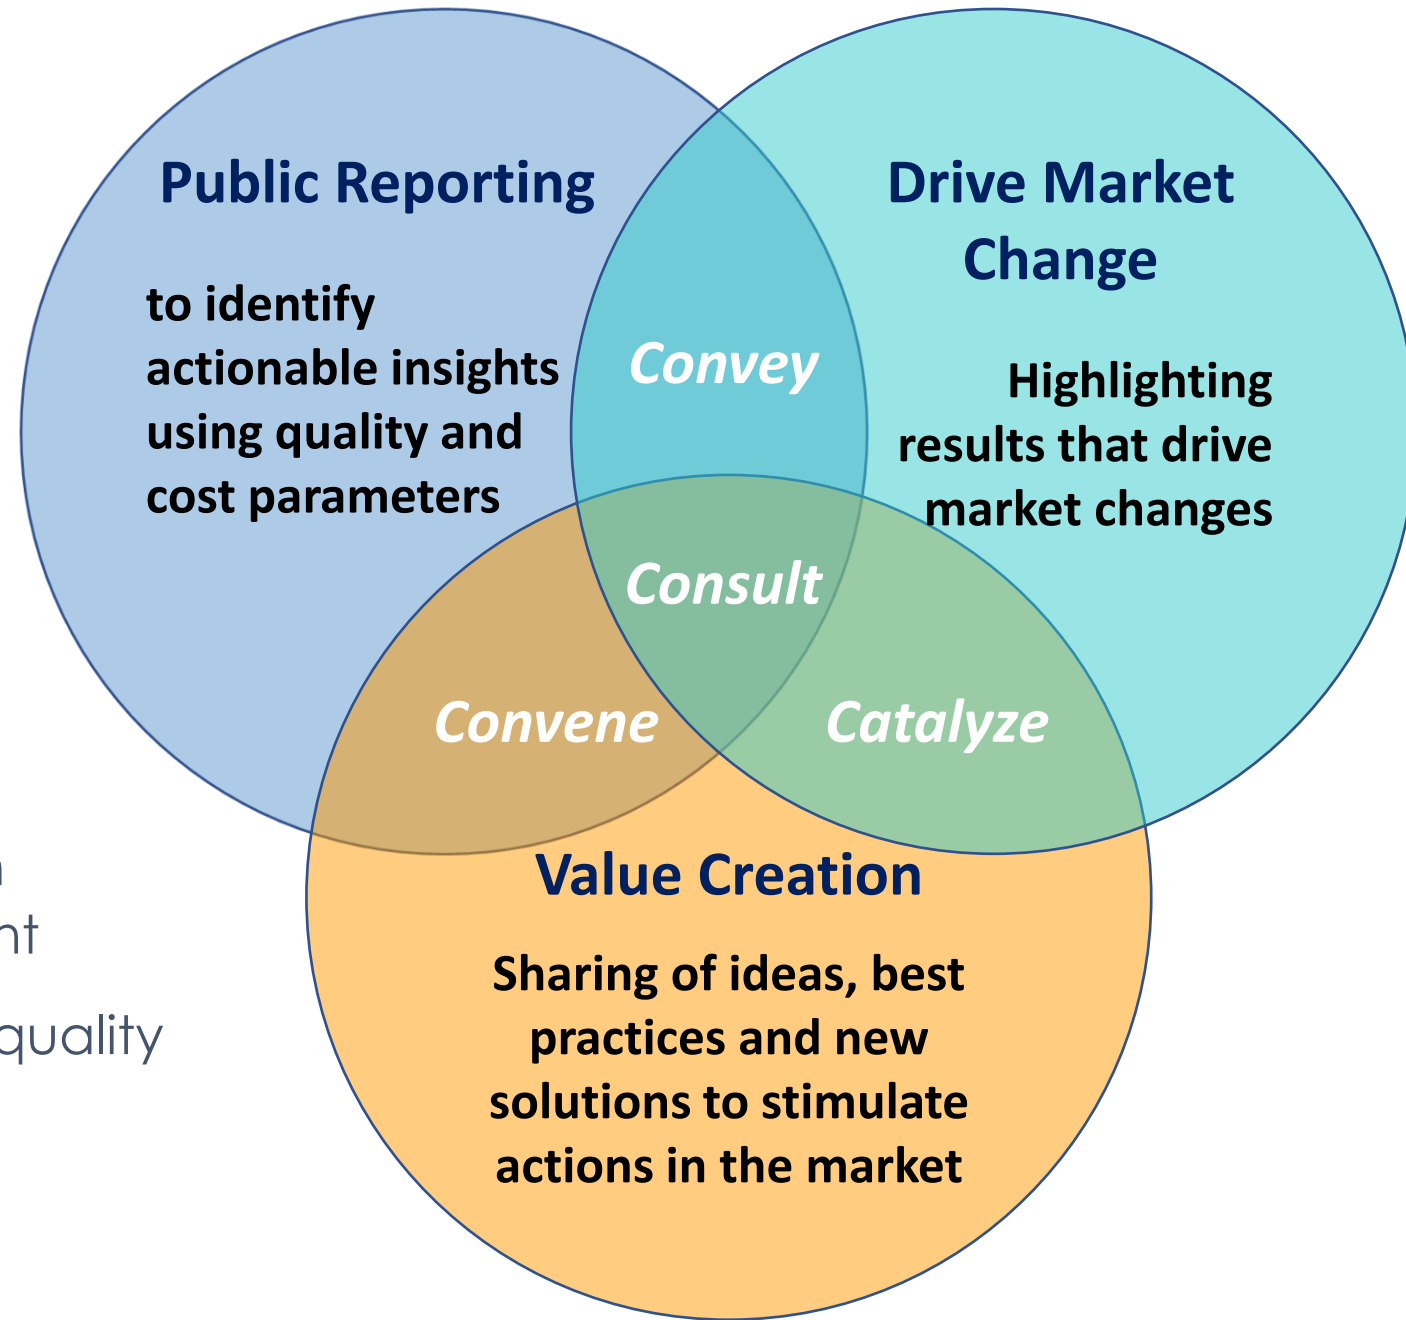 Public Reporting
to identify
actionable insights
using quality and
cost parameters
Drive Market
Change
Highlighting
results that drive
market changes
Convey
Consult
Convene
Catalyze
Value Creation
Sharing of ideas, best
practices and new
solutions to stimulate
actions in the market
quality